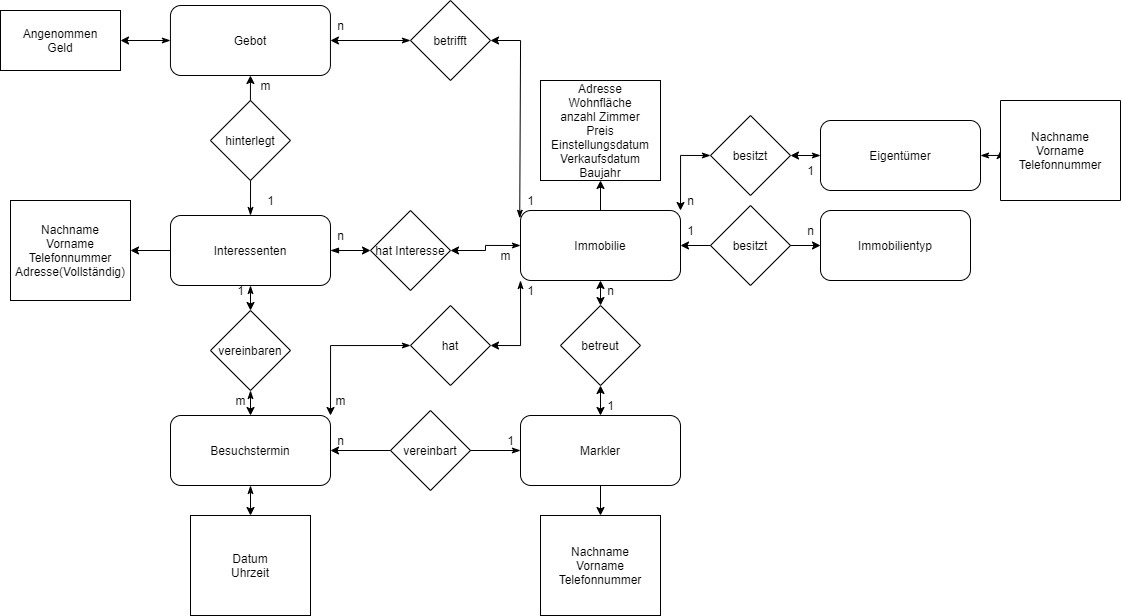 Angenommen
Geld
Gebot
n
betrifft
m
hinterlegt
1
Adresse
Wohnfläche
anzahl Zimmer
Preis
Einstellungsdatum
Verkaufsdatum
Baujahr
besitzt
1
n
Eigentümer
Nachname
Vorname
Telefonnummer
Nachname
Vorname
Telefonnummer
Adresse(Vollständig)
Interessenten
n
hat Interesse
m
1
Immobilie
1
besitzt
n
Immobilientyp
1
vereinbaren
m
hat
1
m
n
betreut
1
Besuchstermin
n
vereinbart
1
Markler
Datum
Uhrzeit
Nachname
Vorname
Telefonnummer